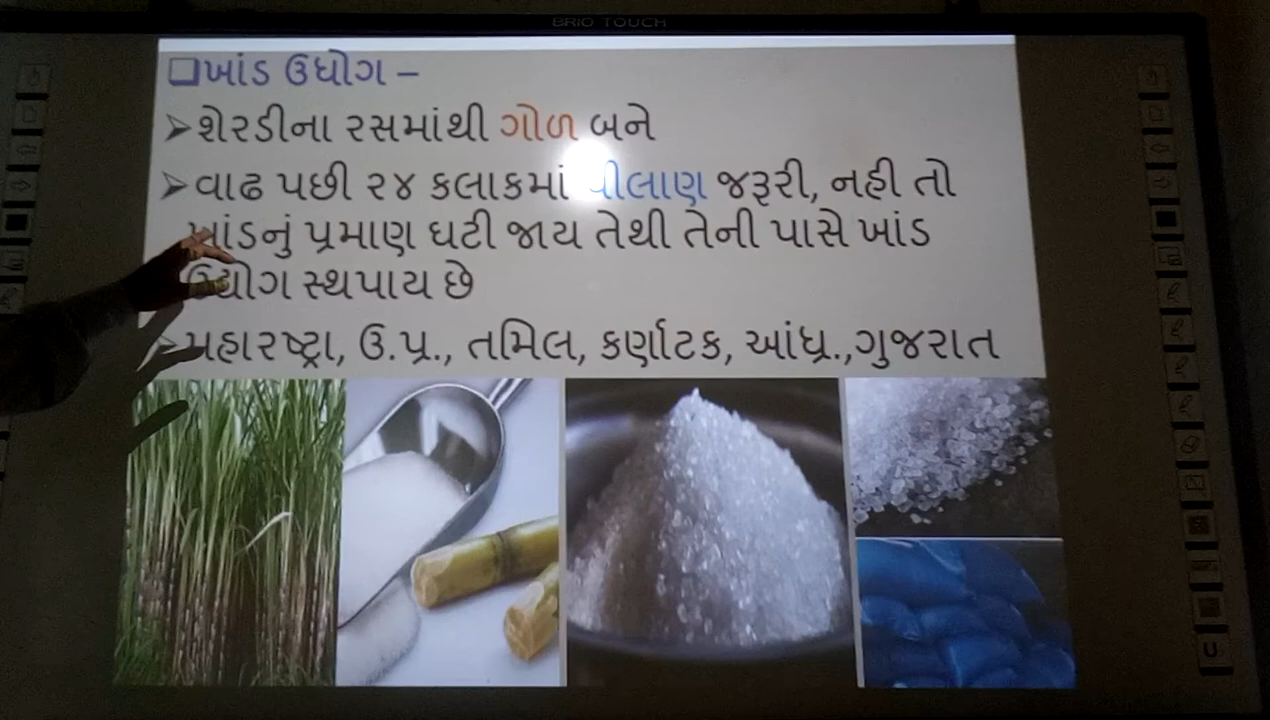 BRIO TOUCH
❑ખાંડ ઉદ્યોગ –
➢શેરડીના રસમાંથી ગોળ બને
➢વાઢ પછી ૨૪ કલાકમાં પીલાણ જરૂરી, નહી તો
ખાંડનું પ્રમાણ ઘટી જાય તેથી તેની પાસે ખાંડ
ઉદ્યોગ સ્થપાય છે
➢મહારાષ્ટ્રા, ઉ.પ્ર., તમિલ, કર્ણાટક, આંધ્ર.,ગુજરાત